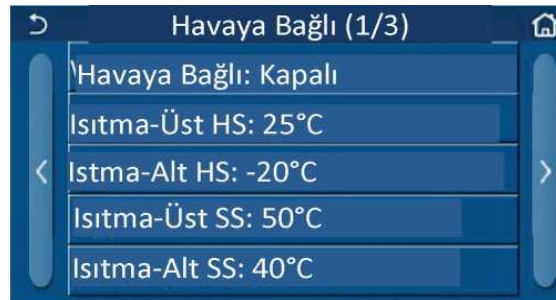 Havaya Bağlı (1/3)
Havaya Bağlı: Kapalı
Isıtma-Üst HS: 25°C
Istma-Alt HS: -20°C
Isıtma-Üst SS: 50°C
Isıtma-Alt SS: 40°C